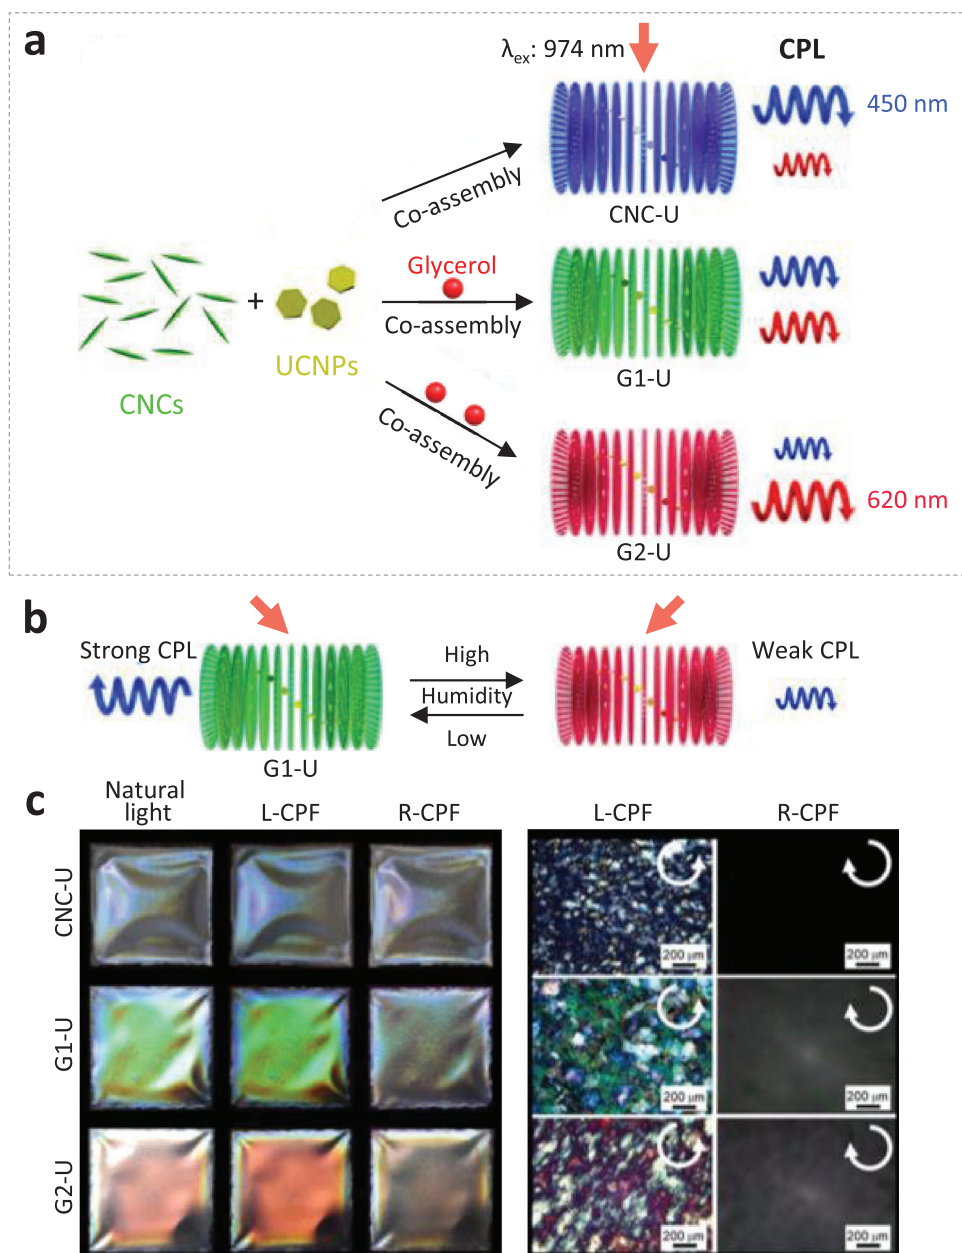 a
λex: 974 nm
CPL
450 nm
Co-assembly
CNC-U
Glycerol
+
Co-assembly
UCNPs
CNCs
G1-U
Co-assembly
620 nm
G2-U
b
Strong CPL
High
Humidity
Low
Weak CPL
G1-U
c
Natural
light
L-CPF
R-CPF
L-CPF
R-CPF
CNC-U
200 μm
200 μm
G1-U
200 μm
200 μm
G2-U
200 μm
200 μm